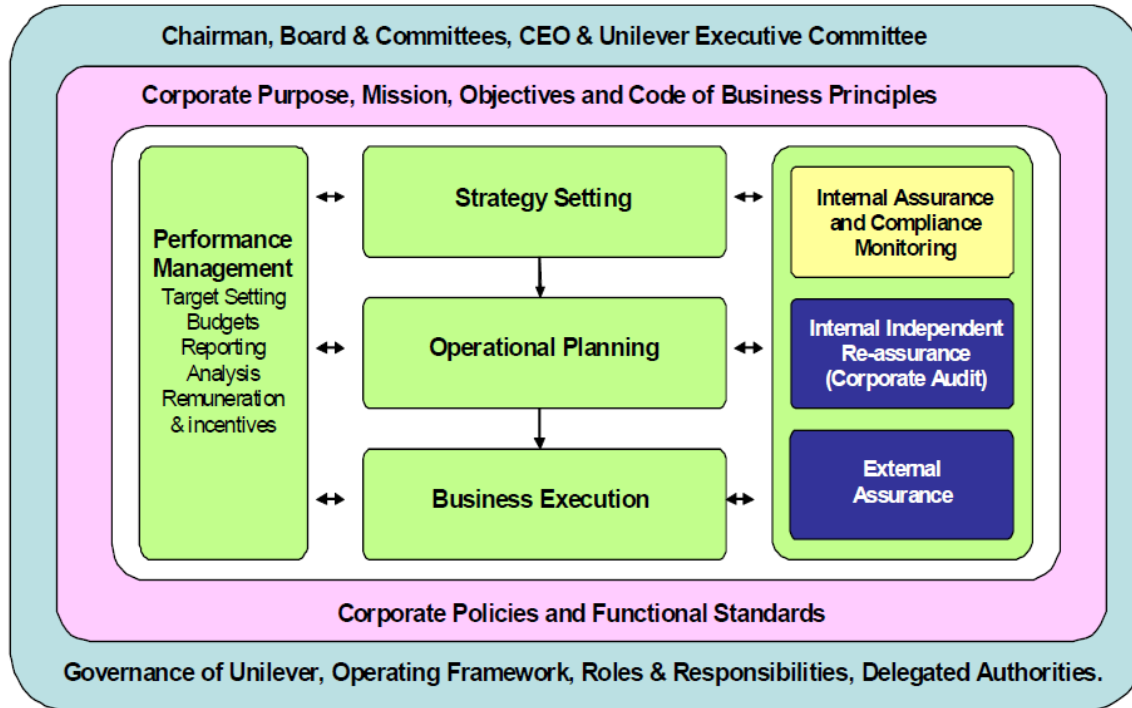 Chairman, Board & Committees, CEO & Unilever Executive Committee
Corporate Purpose, Mission, Objectives and Code of Business Principles
Performance
Management
Target Setting
Budgets
Reporting
Analysis
Remuneration
& incentives
Strategy Setting
Operational Planning
Business Execution
Internal Assurance
and Compliance
Monitoring
Internal Independent
Re-assurance
(Corporate Audit)
External
Assurance
Corporate Policies and Functional Standards
Governance of Unilever, Operating Framework, Roles & Responsibilities, Delegated Authorities.